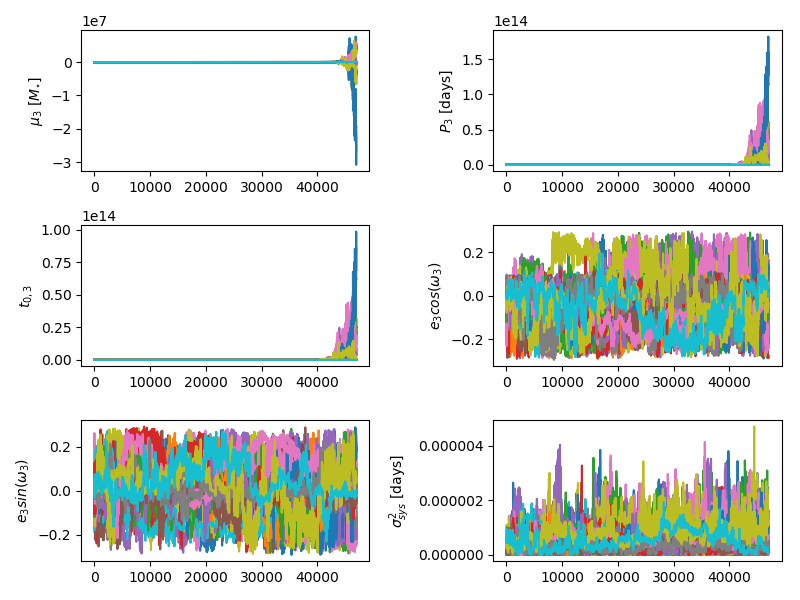 1e7
0
−1
−2
−3
μ₃ [M⋆]
0 10000 20000 30000 40000
1e14
1.5
1.0
0.5
0.0
P₃ [days]
0 10000 20000 30000 40000
1e14
1.00
0.75
0.50
0.25
0.00
t₀,₃
0 10000 20000 30000 40000
0.2
0.0
−0.2
e₃cos(ω₃)
0 10000 20000 30000 40000
0.2
0.0
−0.2
e₃sin(ω₃)
0 10000 20000 30000 40000
0.000004
0.000002
0.000000
σ²sys [days]
0 10000 20000 30000 40000